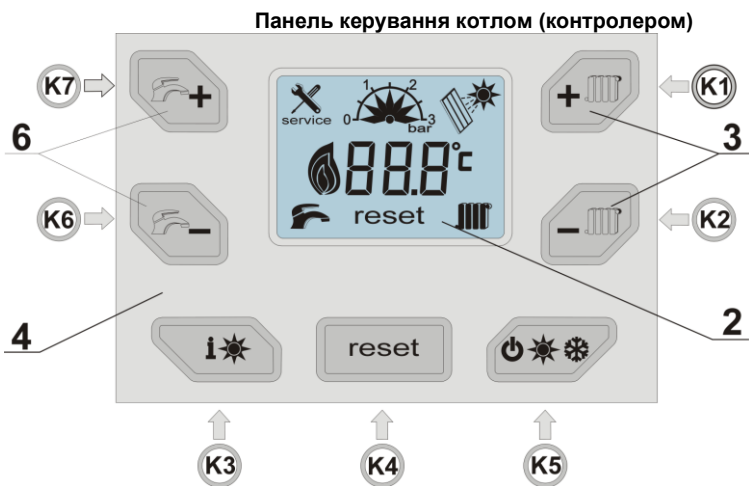 Панель керування котлом (контролером)
K7
+
+
K1
service
0 1 2 3
bar
6
3
88.8°c
K6
-
reset
-
K2
4
2
i
reset
K3
K4
K5